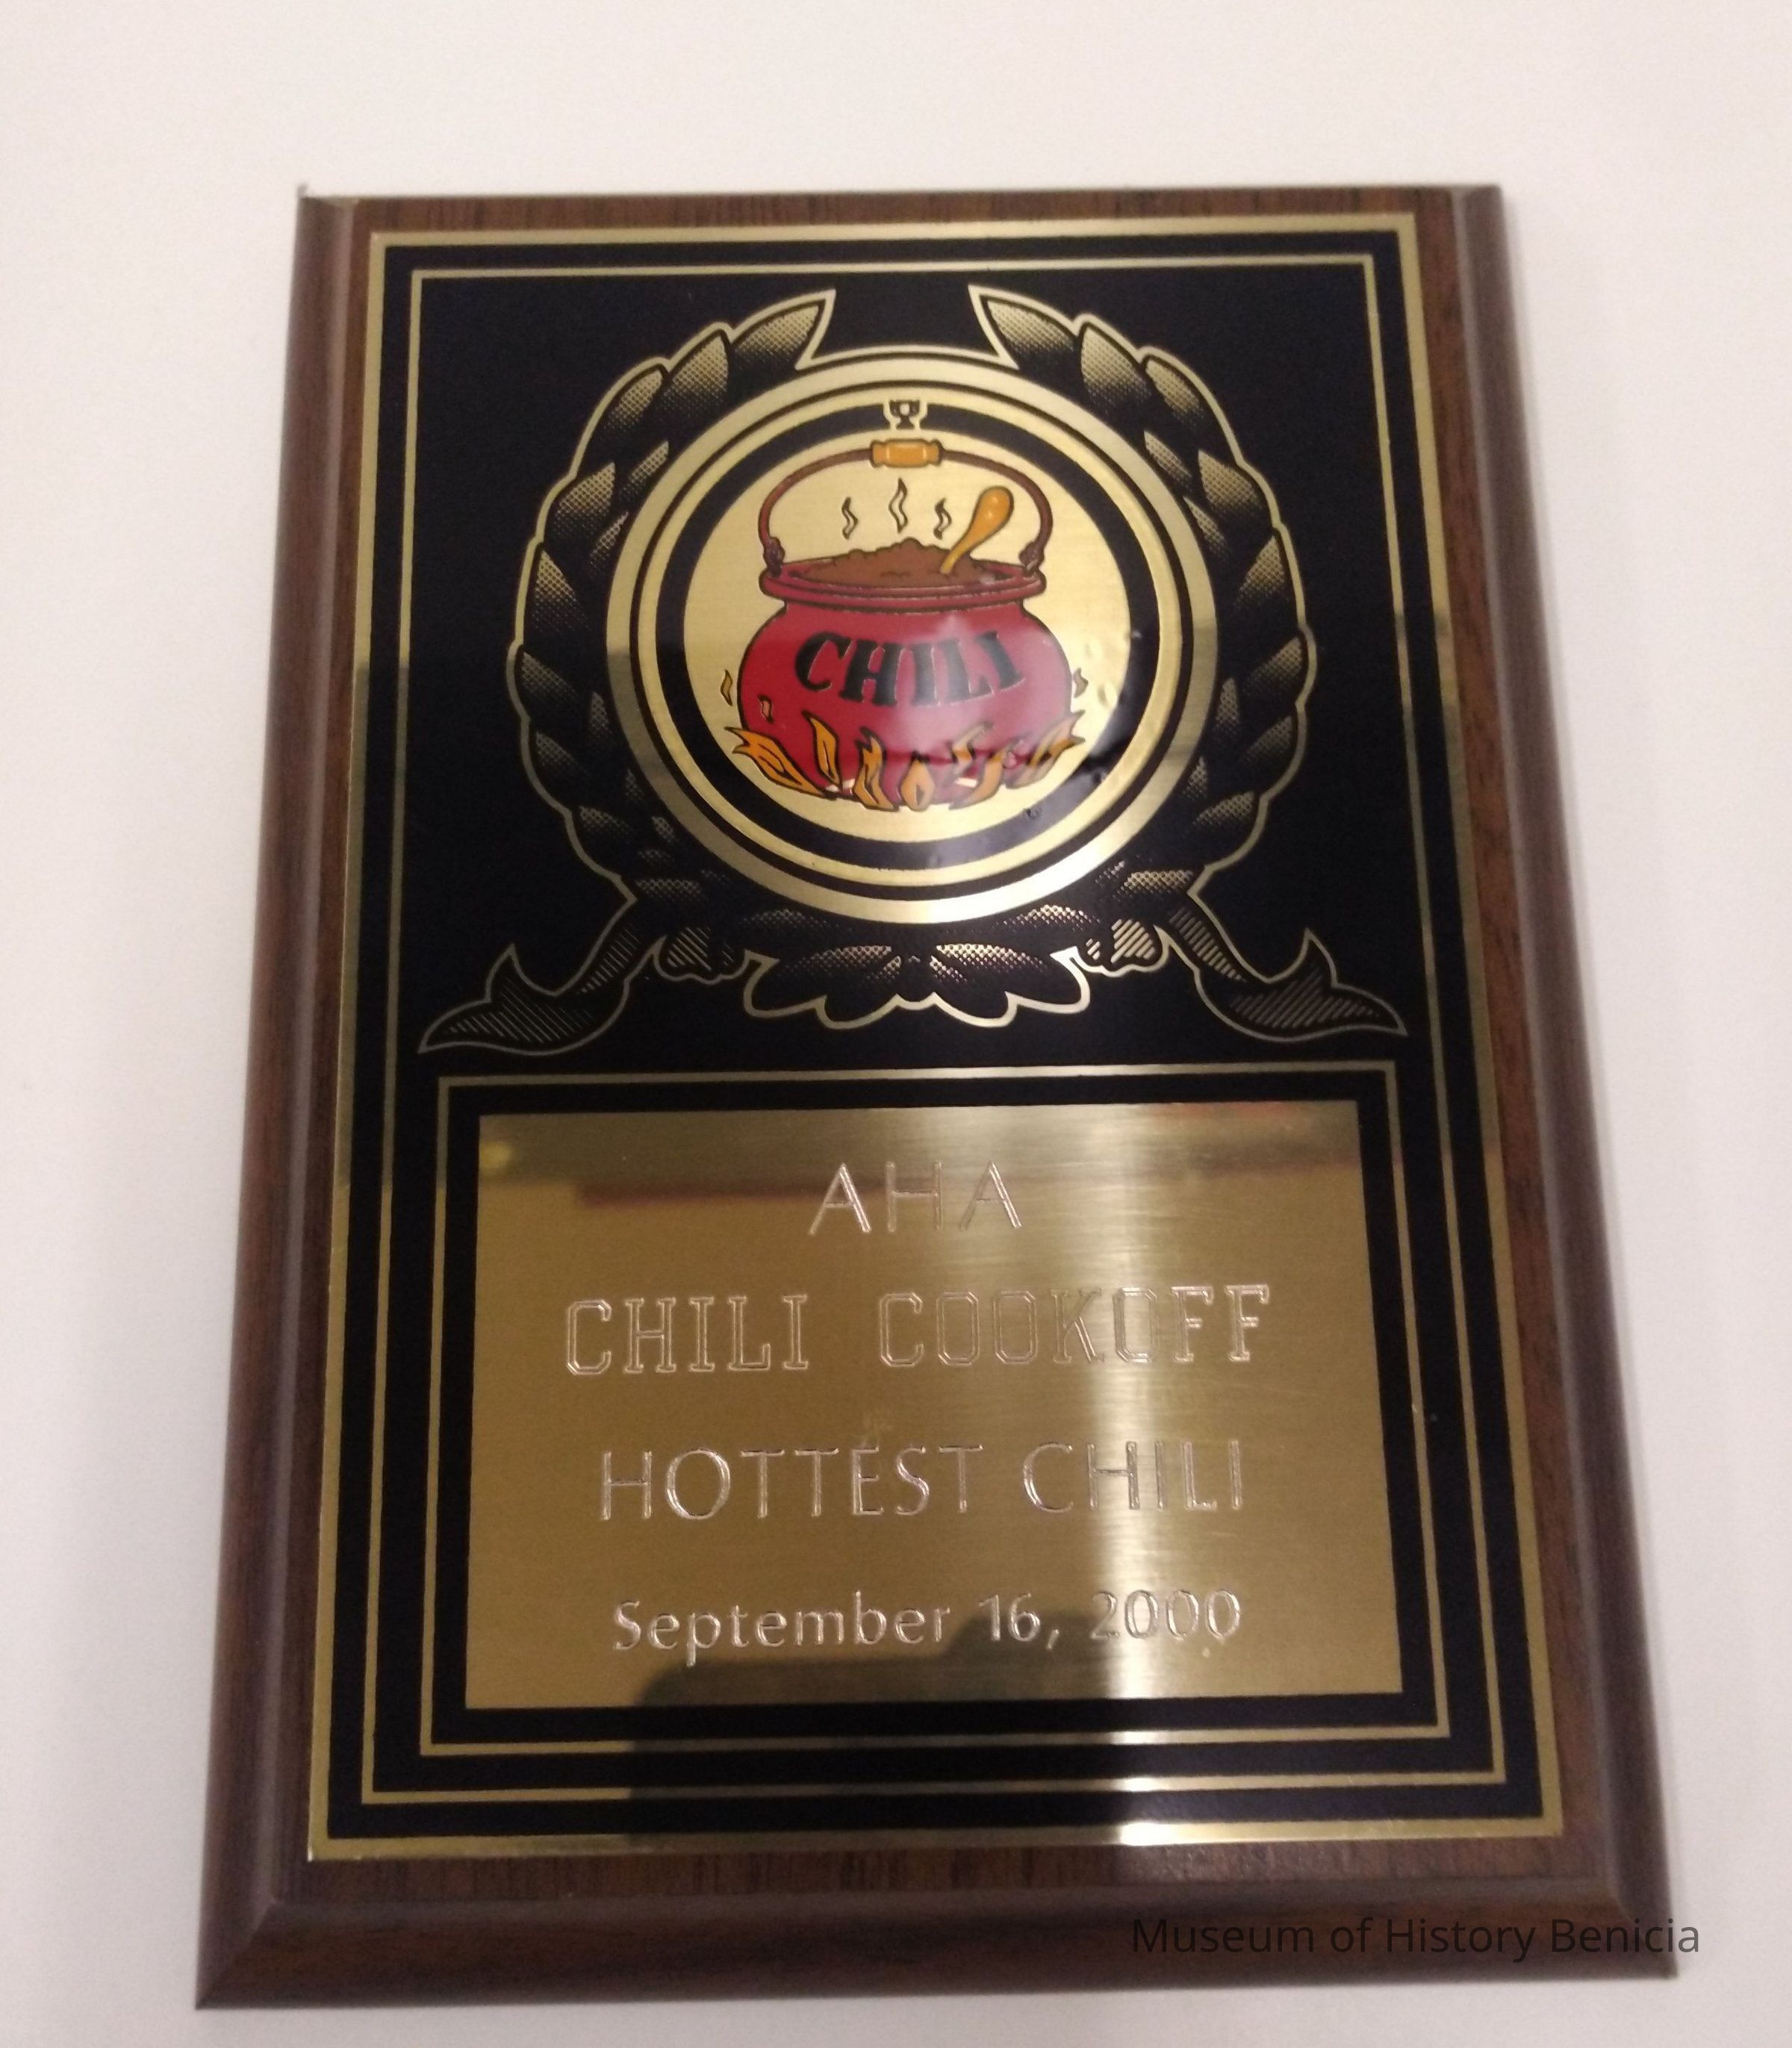 CHILI
AHA
CHILI COOKOFF
HOTTEST CHILI
September 16, 2000
Museum of History Benicia